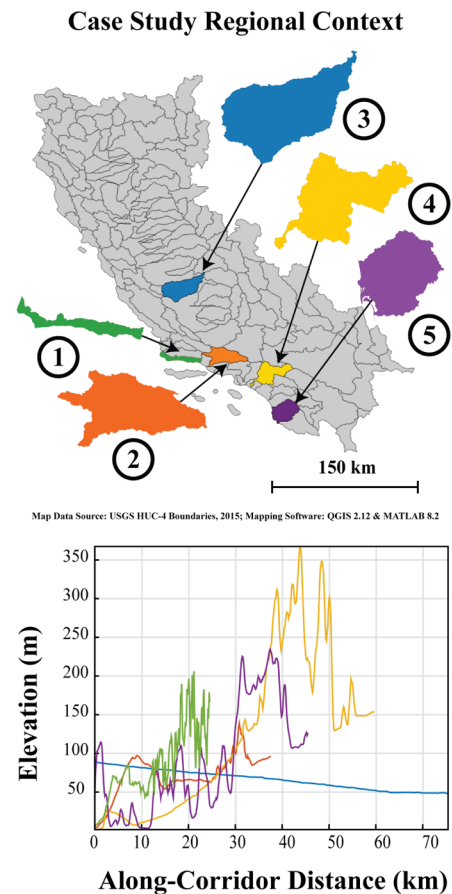 Case Study Regional Context
3
4
5
1
2
150 km
Map Data Source: USGS HUC-4 Boundaries, 2015; Mapping Software: QGIS 2.12 & MATLAB 8.2
350
300
250
200
150
100
50
Elevation (m)
0 10 20 30 40 50 60 70
Along-Corridor Distance (km)